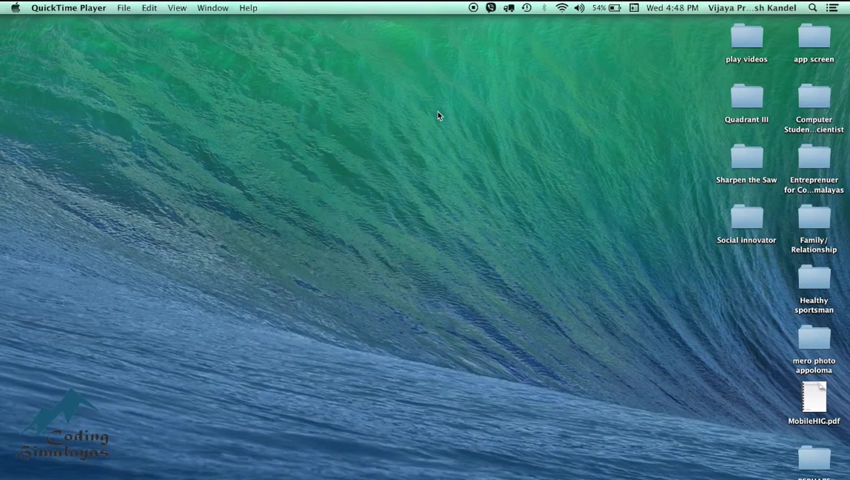 QuickTime Player File Edit View Window Help 54% Wed 4:48 PM Vijaya Pr...sh Kandel
play videos
app screen
Quadrant III
Computer
Studen...cientist
Sharpen the Saw
Entreprenuer
for Co...malayas
Social innovator
Family/
Relationship
Healthy
sportsman
mero photo
appoloma
MobileHIG.pdf
Coding
Himalayas